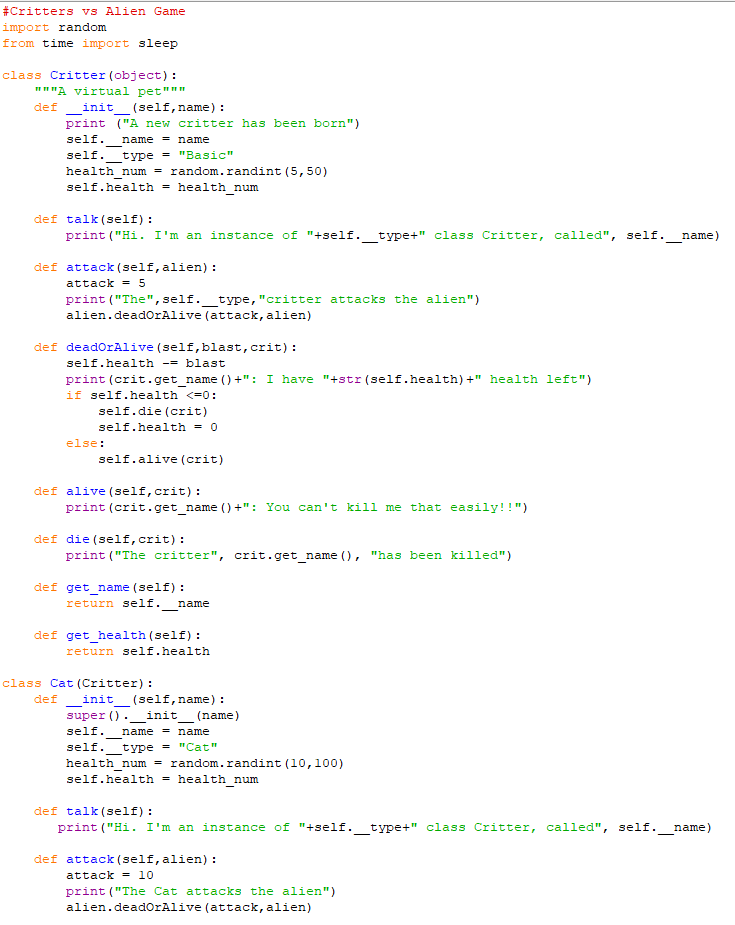 #Critters vs Alien Game
import random
from time import sleep

class Critter(object):
    """A virtual pet"""
    def __init__(self,name):
        print ("A new critter has been born")
        self.__name = name
        self.__type = "Basic"
        health_num = random.randint(5,50)
        self.health = health_num

    def talk(self):
        print("Hi. I'm an instance of "+self.__type+" class Critter, called", self.__name)

    def attack(self,alien):
        attack = 5
        print("The",self.__type,"critter attacks the alien")
        alien.deadOrAlive(attack,alien)

    def deadOrAlive(self,blast,crit):
        self.health -= blast
        print(crit.get_name()+": I have "+str(self.health)+" health left")
        if self.health <=0:
            self.die(crit)
            self.health = 0
        else:
            self.alive(crit)

    def alive(self,crit):
        print(crit.get_name()+": You can't kill me that easily!!")

    def die(self,crit):
        print("The critter", crit.get_name(), "has been killed")

    def get_name(self):
        return self.__name

    def get_health(self):
        return self.health

class Cat(Critter):
    def __init__(self,name):
        super().__init__(name)
        self.__name = name
        self.__type = "Cat"
        health_num = random.randint(10,100)
        self.health = health_num

    def talk(self):
       print("Hi. I'm an instance of "+self.__type+" class Critter, called", self.__name)

    def attack(self,alien):
        attack = 10
        print("The Cat attacks the alien")
        alien.deadOrAlive(attack,alien)